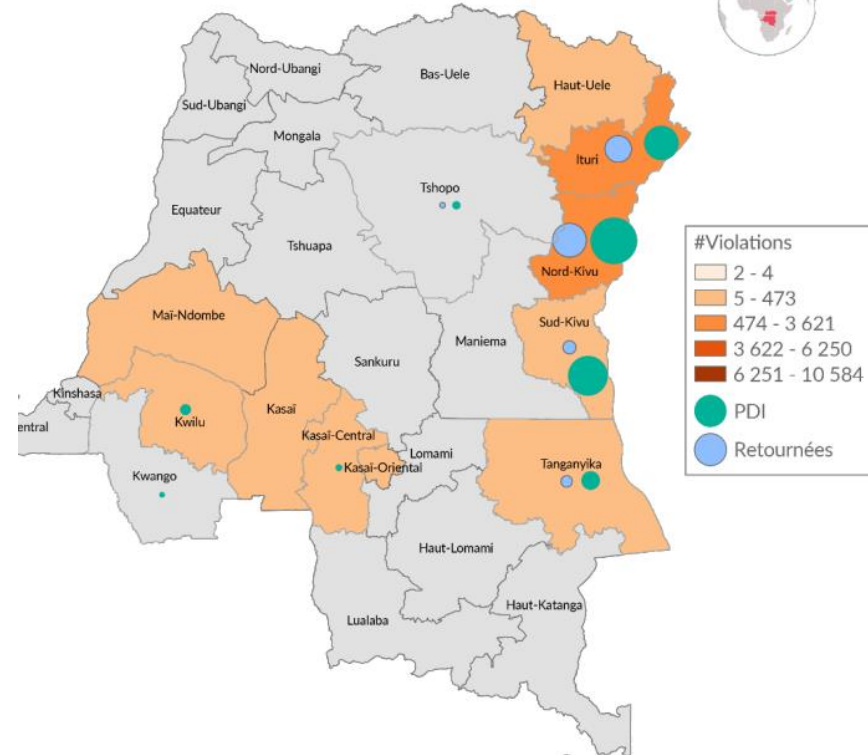 Nord-Ubangi
Bas-Uele
Haut-Uele
Sud-Ubangi
Mongala
Ituri
Tshopo
Equateur
Tshuapa
Nord-Kivu
Maï-Ndombe
Sud-Kivu
Maniema
Sankuru
Kinshasa
Kasaï
entral
Kwilu
Kasaï-Central
Lomami
Kasaï-Oriental
Tanganyika
Kwango
Haut-Lomami
Haut-Katanga
Lualaba
#Violations
2 - 4
5 - 473
474 - 3 621
3 622 - 6 250
6 251 - 10 584
PDI
Retournées